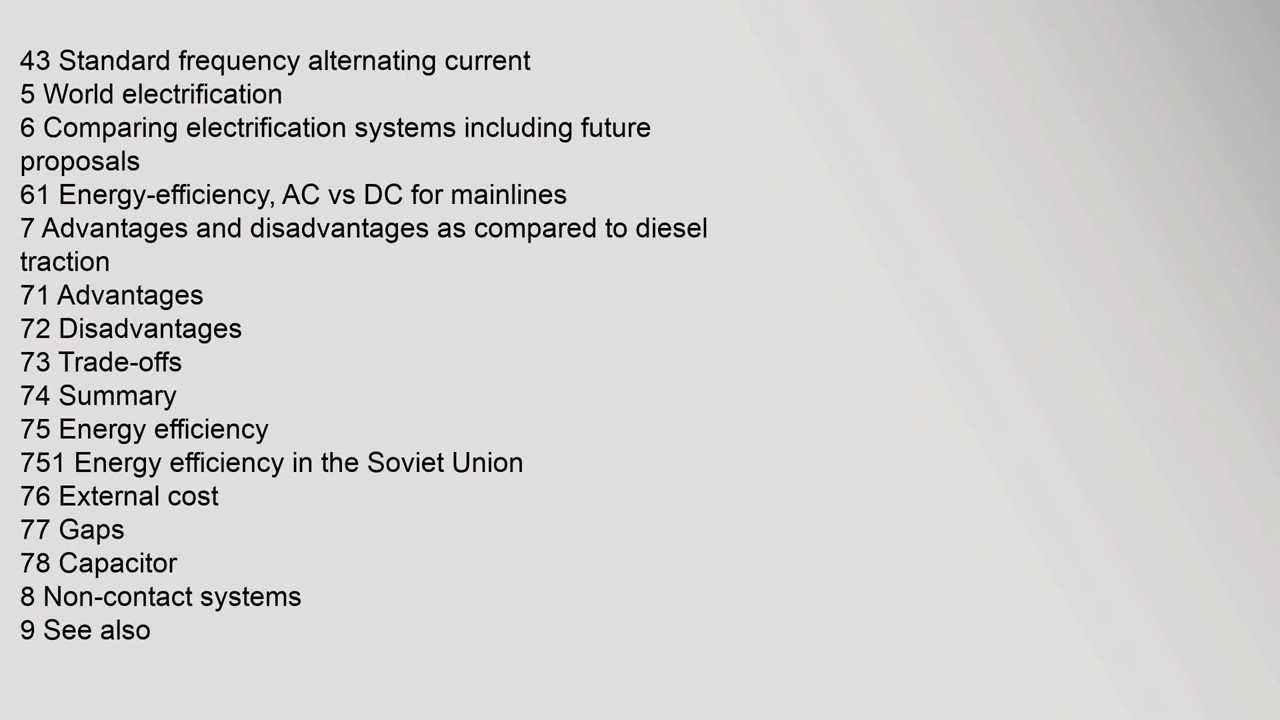 43 Standard frequency alternating current
5 World electrification
6 Comparing electrification systems including future
proposals
61 Energy-efficiency, AC vs DC for mainlines
7 Advantages and disadvantages as compared to diesel
traction
71 Advantages
72 Disadvantages
73 Trade-offs
74 Summary
75 Energy efficiency
751 Energy efficiency in the Soviet Union
76 External cost
77 Gaps
78 Capacitor
8 Non-contact systems
9 See also